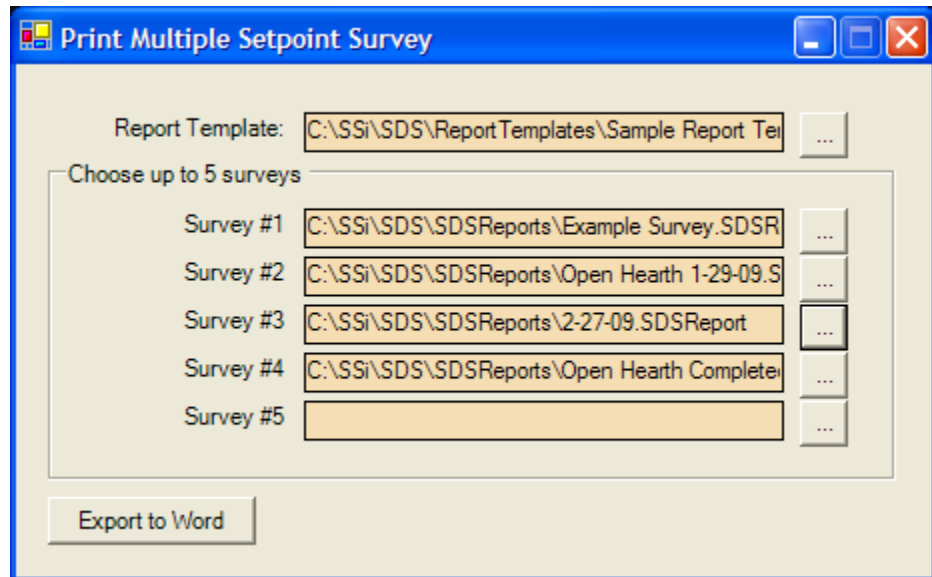 Print Multiple Setpoint Survey
Report Template: C:\SSi\SDS\ReportTemplates\Sample Report Ter ...
Choose up to 5 surveys
Survey #1 C:\SSi\SDS\SDSReports\Example Survey.SDSR ...
Survey #2 C:\SSi\SDS\SDSReports\Open Hearth 1-29-09.S ...
Survey #3 C:\SSi\SDS\SDSReports\2-27-09.SDSReport ...
Survey #4 C:\SSi\SDS\SDSReports\Open Hearth Complete ...
Survey #5 ...
Export to Word